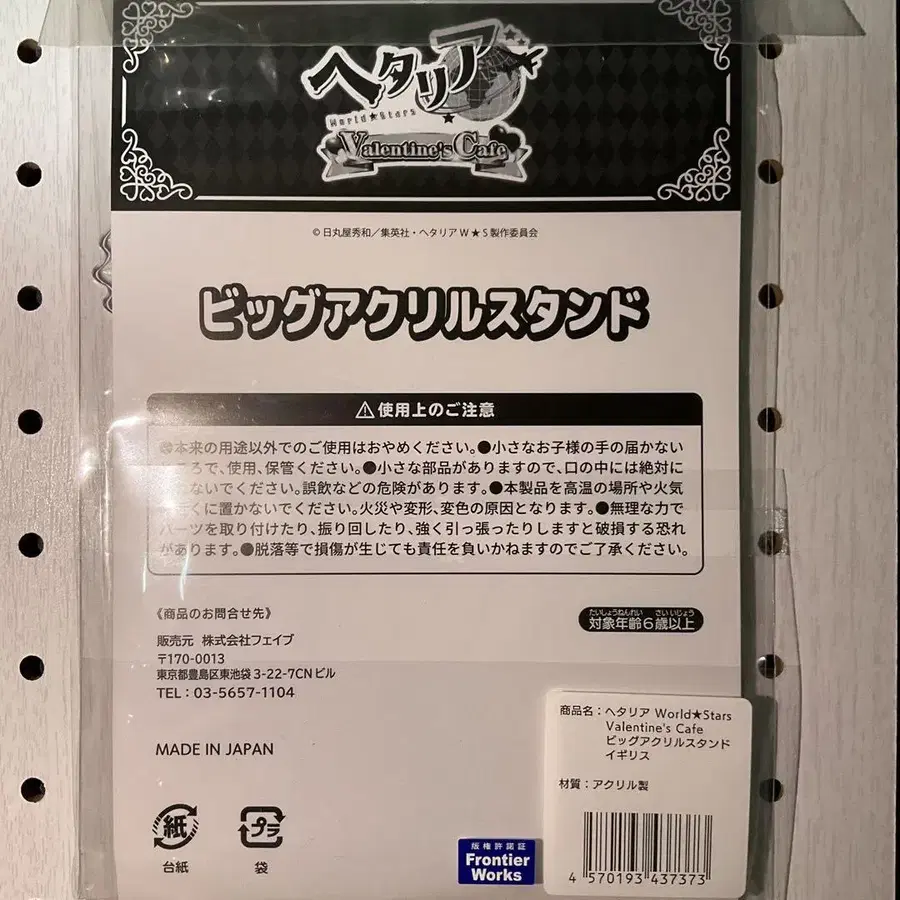 ヘタリア
World★Stars
Valentine's Cafe
© 日丸屋秀和／集英社・ヘタリア W★S製作委員会
ビッグアクリルスタンド
⚠使用上のご注意
●本来の用途以外でのご使用はおやめください。●小さなお子様の手の届かない
ころで、使用、保管ください。●小さな部品がありますので、口の中には絶対に
ないでください。誤飲などの危険があります。●本製品を高温の場所や火気
くに置かないでください。火災や変形、変色の原因となります。●無理な力で
パーツを取り付けたり、振り回したり、強く引っ張ったりしますと破損する恐れ
があります。●脱落等で損傷が生じても責任を負いかねますのでご了承ください。
《商品のお問合せ先》
販売元 株式会社フェイブ
〒170-0013
東京都豊島区東池袋3-22-7CNビル
TEL：03-5657-1104
たいしょうねんれい さいいじょう
対象年齢6歳以上
MADE IN JAPAN
紙
台紙
プラ
袋
版権許諾証
Frontier
Works
商品名：ヘタリア World★Stars
Valentine's Cafe
ビッグアクリルスタンド
イギリス
材質：アクリル製
4 570193 437373